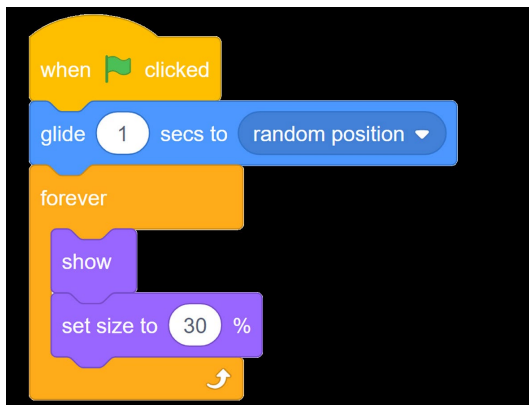 when clicked
glide 1 secs to random position
forever
show
set size to 30 %